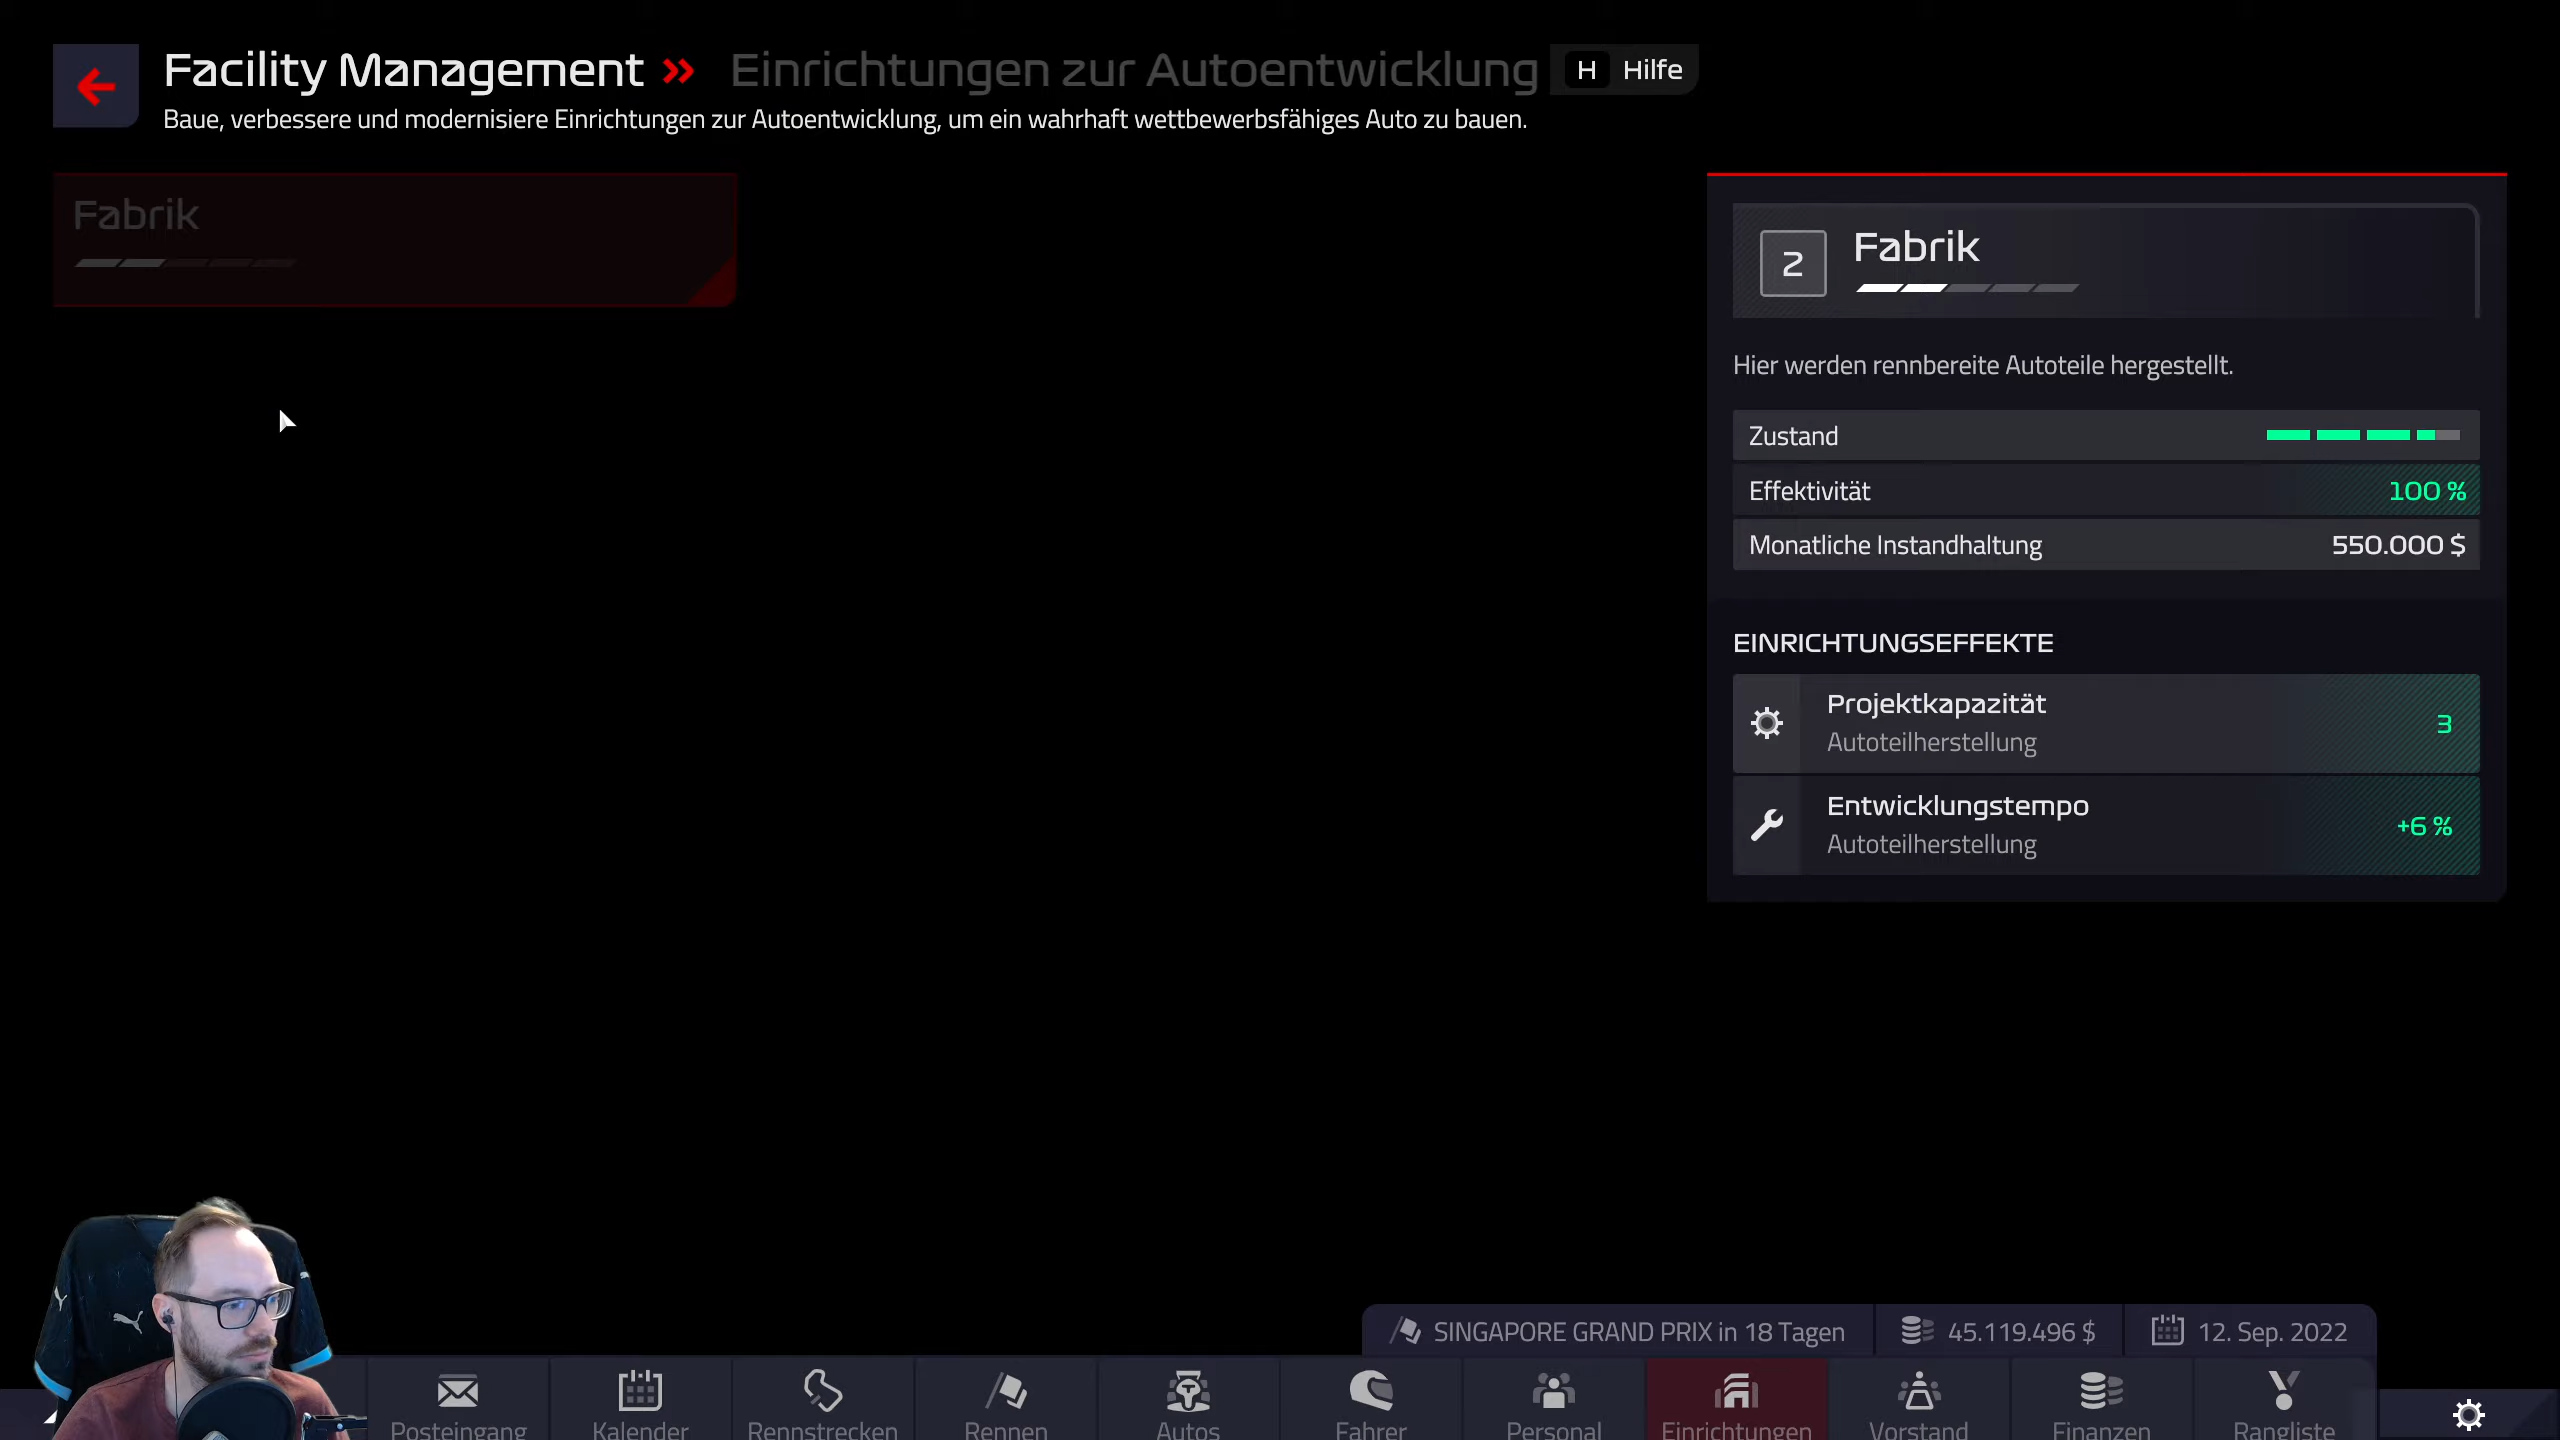 Facility Management >> Einrichtungen zur Autoentwicklung H Hilfe
Baue, verbessere und modernisiere Einrichtungen zur Autoentwicklung, um ein wahrhaft wettbewerbsfähiges Auto zu bauen.
Fabrik
2 Fabrik
Hier werden rennbereite Autoteile hergestellt.
Zustand
Effektivität 100 %
Monatliche Instandhaltung 550.000 $
EINRICHTUNGSEFFEKTE
Projektkapazität
Autoteilherstellung
3
Entwicklungstempo
Autoteilherstellung
+6 %
SINGAPORE GRAND PRIX in 18 Tagen 45.119.496 $ 12. Sep. 2022
Posteingang Kalender Rennstrecken Rennen Autos Fahrer Personal Einrichtungen Vorstand Finanzen Rangliste